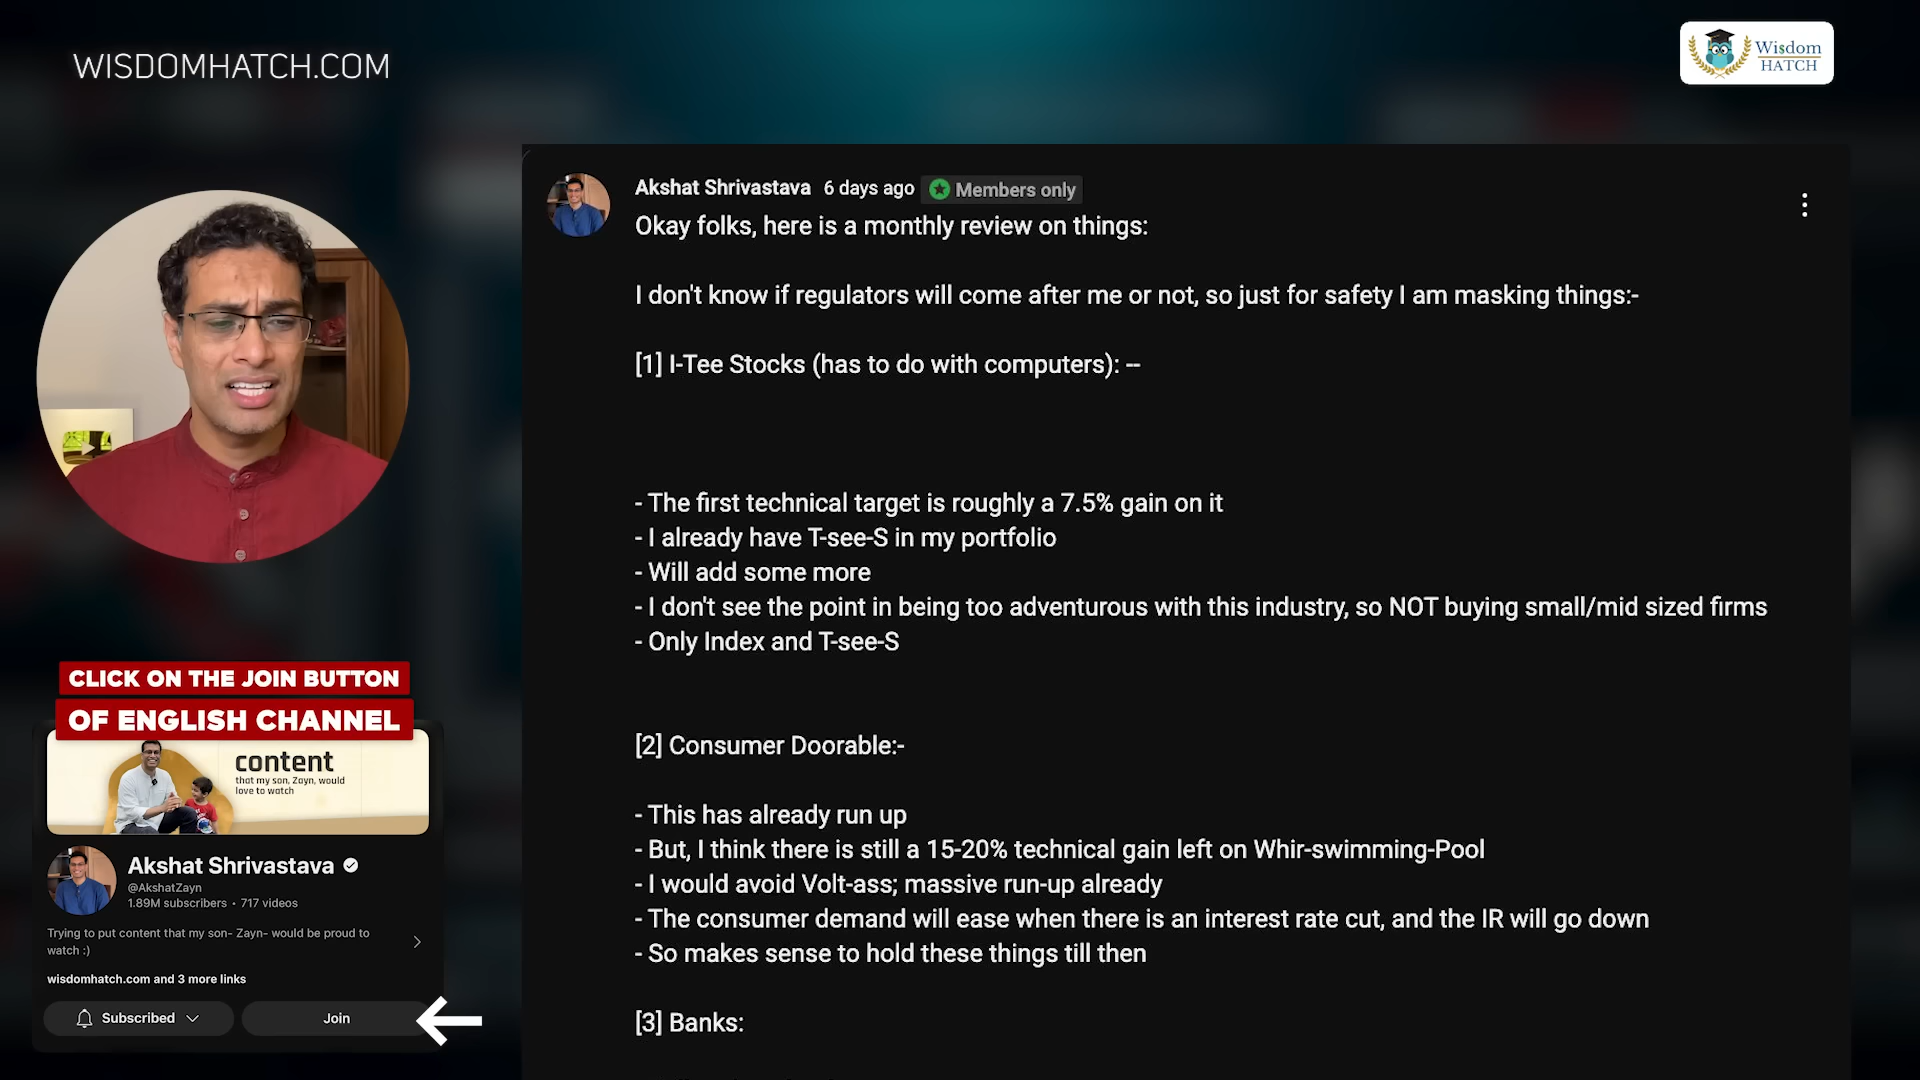 WISDOMHATCH.COM
Wisdom
HATCH
Akshat Shrivastava 6 days ago Members only
Okay folks, here is a monthly review on things:
I don't know if regulators will come after me or not, so just for safety I am masking things:-
[1] I-Tee Stocks (has to do with computers): --
- The first technical target is roughly a 7.5% gain on it
- I already have T-see-S in my portfolio
- Will add some more
- I don't see the point in being too adventurous with this industry, so NOT buying small/mid sized firms
- Only Index and T-see-S
[2] Consumer Doorable:-
- This has already run up
- But, I think there is still a 15-20% technical gain left on Whir-swimming-Pool
- I would avoid Volt-ass; massive run-up already
- The consumer demand will ease when there is an interest rate cut, and the IR will go down
- So makes sense to hold these things till then
[3] Banks:
CLICK ON THE JOIN BUTTON
OF ENGLISH CHANNEL
content
that my son, Zayn, would
love to watch
Akshat Shrivastava
@AkshatZayn
1.89M subscribers • 717 videos
Trying to put content that my son- Zayn- would be proud to
watch :)
wisdomhatch.com and 3 more links
Subscribed
Join